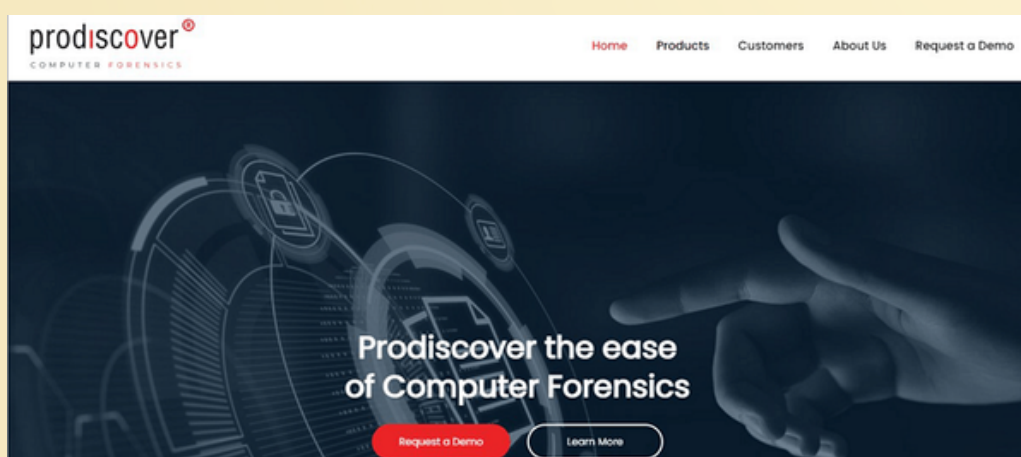 prodiscover®
COMPUTER FORENSICS
Home Products Customers About Us Request a Demo
Prodiscover the ease
of Computer Forensics
Request a Demo Learn More